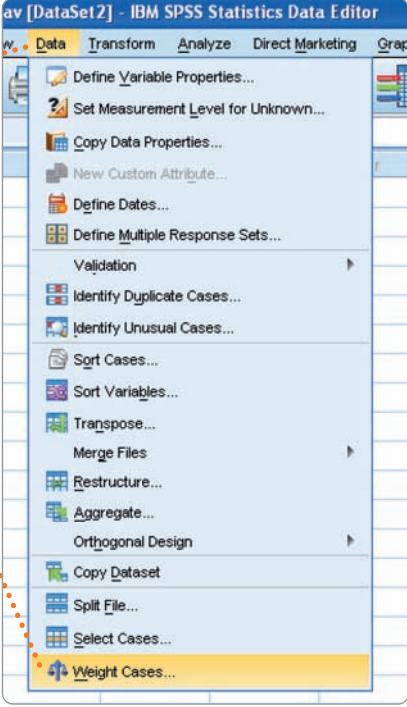 av [DataSet2] - IBM SPSS Statistics Data Editor
w Data Transform Analyze Direct Marketing Grap
Define Variable Properties...
Set Measurement Level for Unknown...
Copy Data Properties...
New Custom Attribute...
Define Dates...
Define Multiple Response Sets...
Validation
Identify Duplicate Cases...
Identify Unusual Cases...
Sort Cases...
Sort Variables...
Transpose...
Merge Files
Restructure...
Aggregate...
Orthogonal Design
Copy Dataset
Split File...
Select Cases...
Weight Cases...